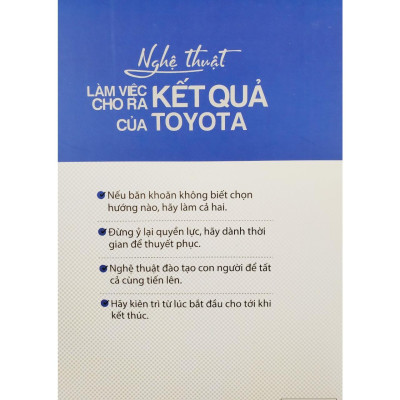 Nghệ thuật
LÀM VIỆC
CHO RA KẾT QUẢ
CỦA TOYOTA
Nếu băn khoăn không biết chọn
hướng nào, hãy làm cả hai.
Đừng ỷ lại quyền lực, hãy dành thời
gian để thuyết phục.
Nghệ thuật đào tạo con người để tất
cả cùng tiến lên.
Hãy kiên trì từ lúc bắt đầu cho tới khi
kết thúc.